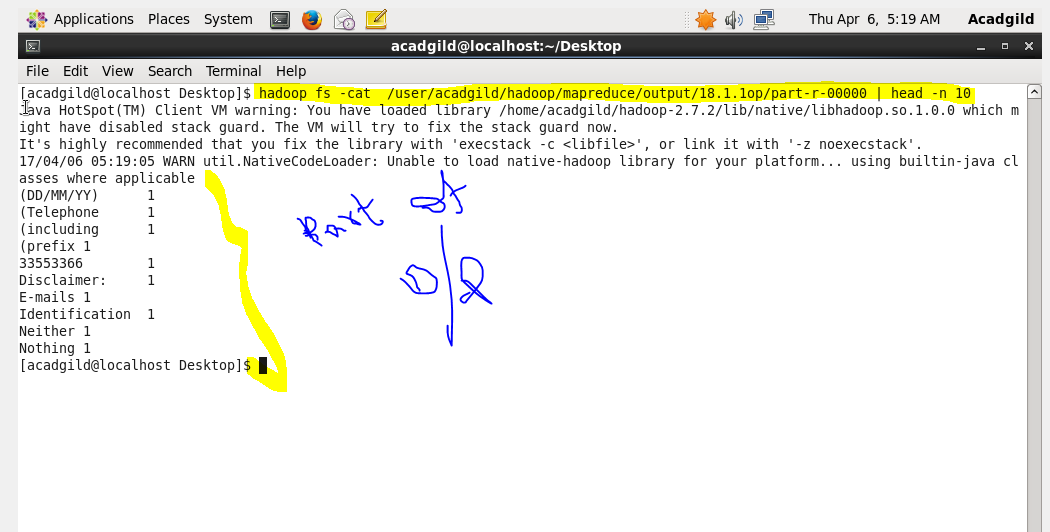 Applications Places System Thu Apr 6, 5:19 AM Acadgild
acadgild@localhost:~/Desktop
File Edit View Search Terminal Help
[acadgild@localhost Desktop]$ hadoop fs -cat /user/acadgild/hadoop/mapreduce/output/18.1.1op/part-r-00000 | head -n 10
Java HotSpot(TM) Client VM warning: You have loaded library /home/acadgild/hadoop-2.7.2/lib/native/libhadoop.so.1.0.0 which m
ight have disabled stack guard. The VM will try to fix the stack guard now.
It's highly recommended that you fix the library with 'execstack -c <libfile>', or link it with '-z noexecstack'.
17/04/06 05:19:05 WARN util.NativeCodeLoader: Unable to load native-hadoop library for your platform... using builtin-java cl
asses where applicable
(DD/MM/YY) 1
(Telephone 1
(including 1
(prefix 1
33553366 1
Disclaimer: 1
E-mails 1
Identification 1
Neither 1
Nothing 1
[acadgild@localhost Desktop]$
Part